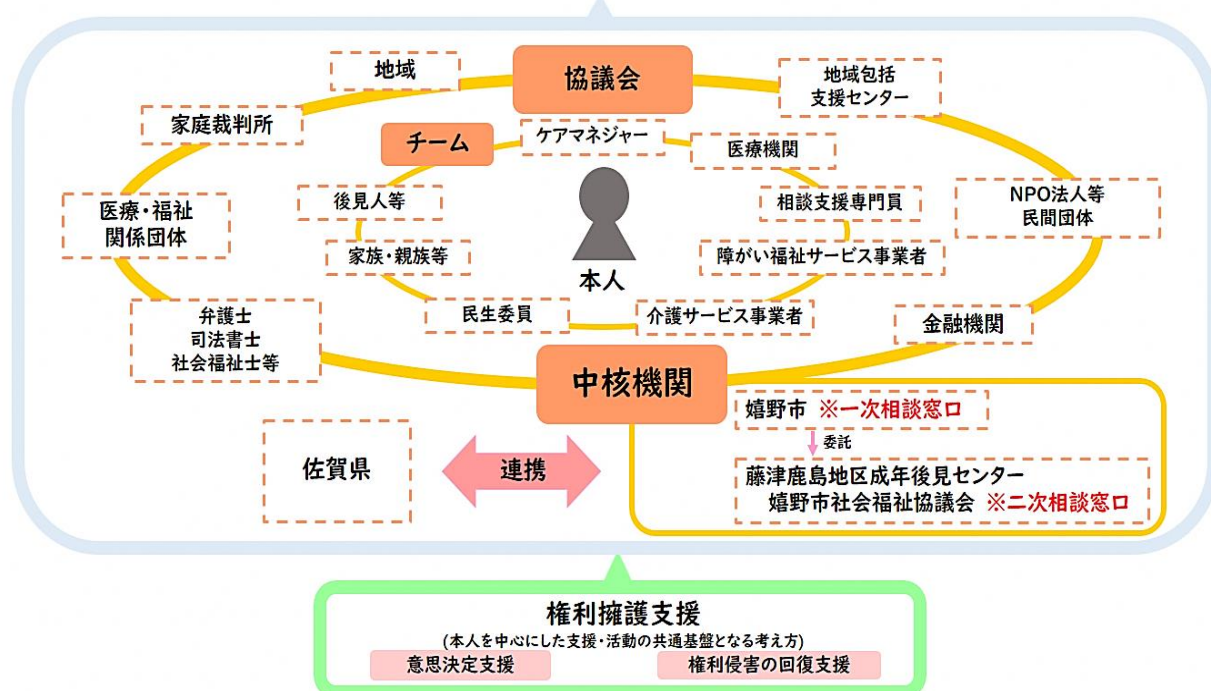 協議会
地域
地域包括
支援センター
家庭裁判所
チーム
ケアマネジャー
医療機関
医療・福祉
関係団体
後見人等
相談支援専門員
NPO法人等
民間団体
家族・親族等
本人
障がい福祉サービス事業者
弁護士
司法書士
社会福祉士等
民生委員
介護サービス事業者
金融機関
中核機関
嬉野市 ※一次相談窓口
委託
藤津鹿島地区成年後見センター
嬉野市社会福祉協議会 ※二次相談窓口
佐賀県
連携
権利擁護支援
(本人を中心にした支援・活動の共通基盤となる考え方)
意思決定支援
権利侵害の回復支援